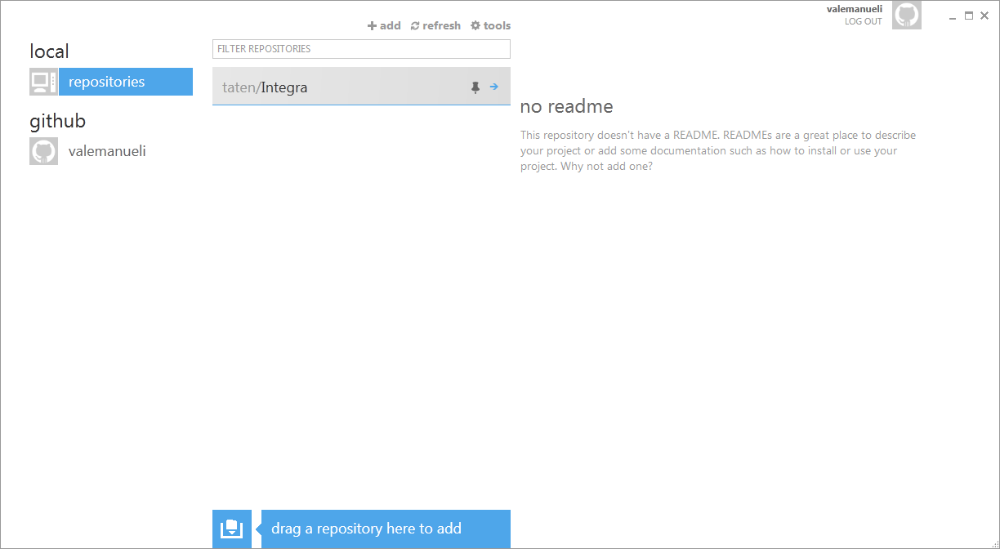 valemanueli
LOG OUT
add refresh tools
local
FILTER REPOSITORIES
repositories
taten/Integra
no readme
github
This repository doesn't have a README. READMEs are a great place to describe
your project or add some documentation such as how to install or use your
project. Why not add one?
valemanueli
drag a repository here to add